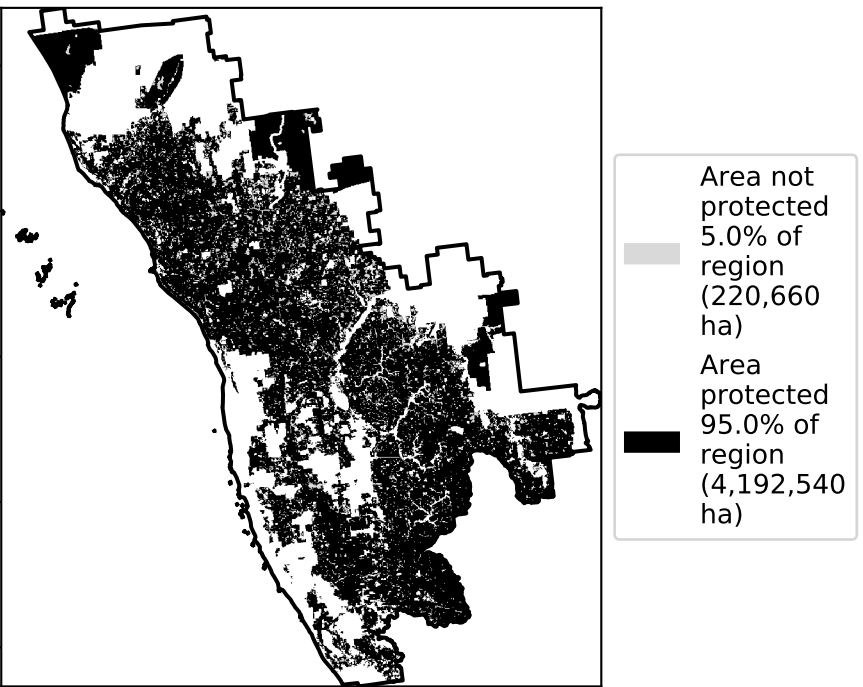 Area not
protected
5.0% of
region
(220,660
ha)
Area
protected
95.0% of
region
(4,192,540
ha)